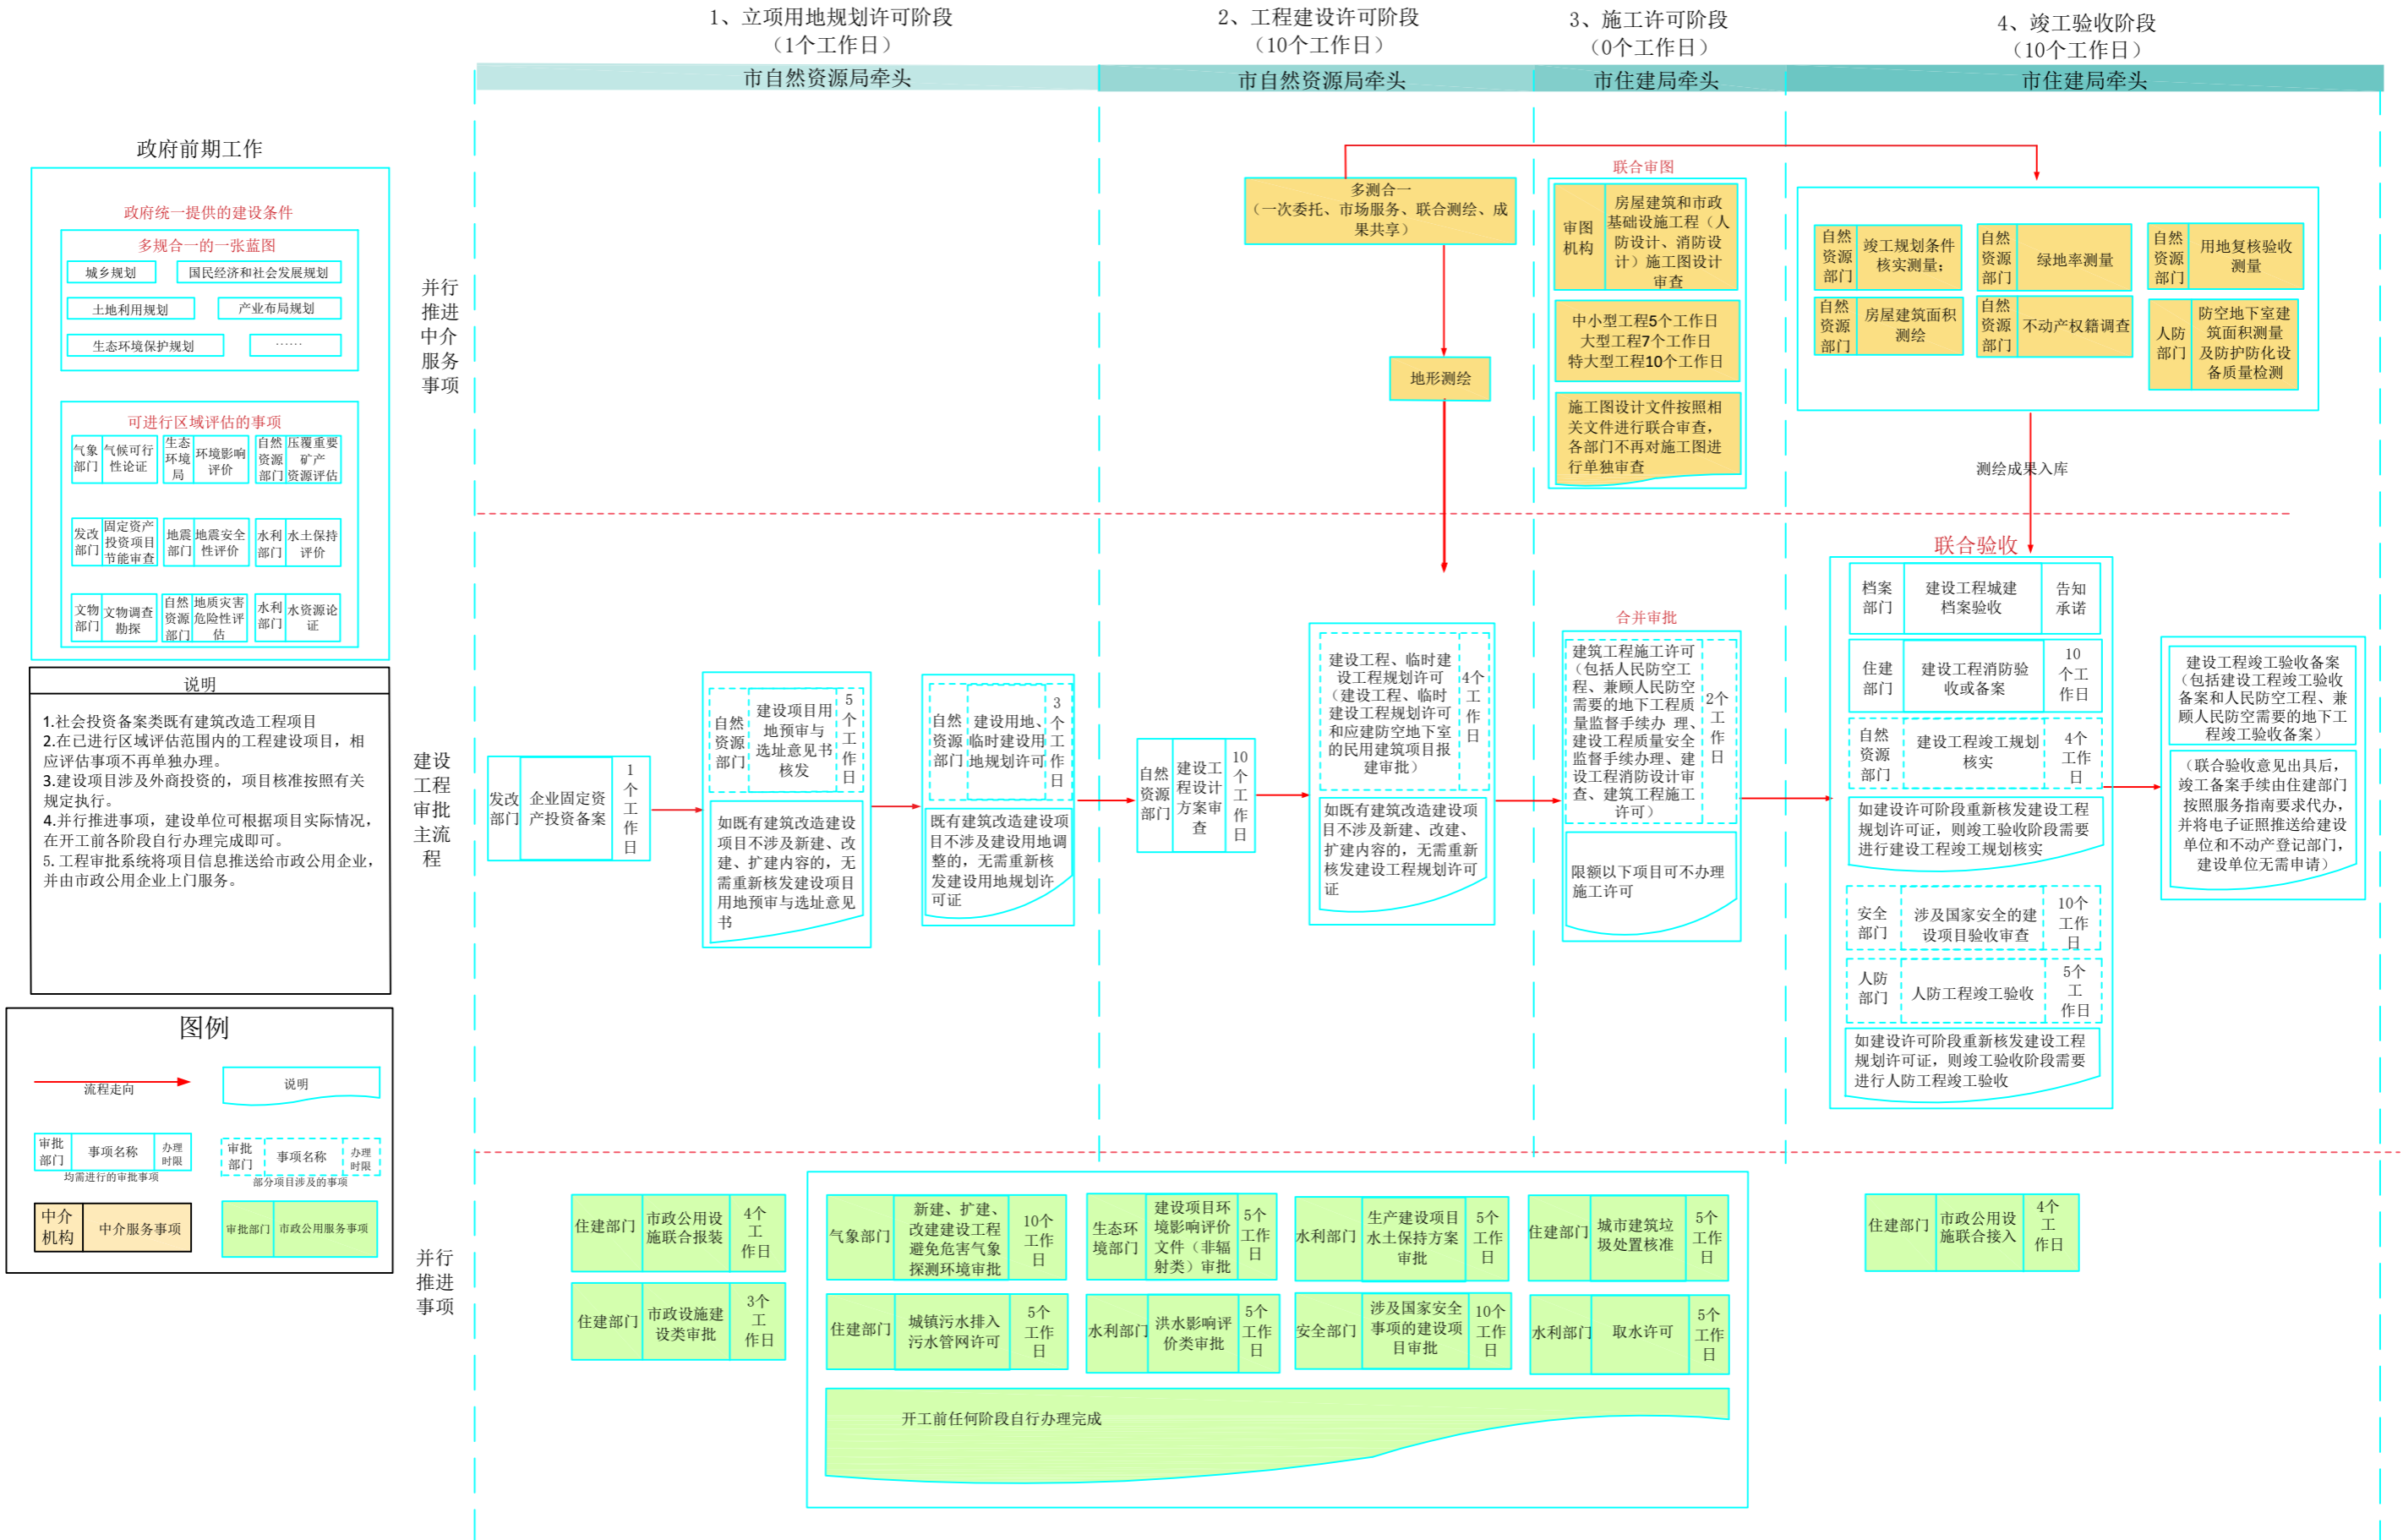 1、立项用地规划许可阶段
（1个工作日）
2、工程建设许可阶段
（10个工作日）
3、施工许可阶段
（0个工作日）
4、竣工验收阶段
（10个工作日）
市自然资源局牵头
市自然资源局牵头
市住建局牵头
市住建局牵头
政府前期工作
政府统一提供的建设条件
多规合一的一张蓝图
城乡规划
国民经济和社会发展规划
土地利用规划
产业布局规划
生态环境保护规划
……
可进行区域评估的事项
气象
部门
气候可行
性论证
生态
环境
局
环境影响
评价
自然
资源
部门
压覆重要
矿产
资源评估
发改
部门
固定资产
投资项目
节能审查
地震
部门
地震安全
性评价
水利
部门
水土保持
评价
文物
部门
文物调查
勘探
自然
资源
部门
地质灾害
危险性评
估
水利
部门
水资源论
证
说明
1.社会投资备案类既有建筑改造工程项目
2.在已进行区域评估范围内的工程建设项目，相
应评估事项不再单独办理。
3.建设项目涉及外商投资的，项目核准按照有关
规定执行。
4.并行推进事项，建设单位可根据项目实际情况，
在开工前各阶段自行办理完成即可。
5. 工程审批系统将项目信息推送给市政公用企业，
并由市政公用企业上门服务。
图例
流程走向
说明
审批
部门
事项名称
办理
时限
均需进行的审批事项
审批
部门
事项名称
办理
时限
部分项目涉及的事项
中介
机构
中介服务事项
审批部门
市政公用服务事项
并行
推进
中介
服务
事项
多测合一
（一次委托、市场服务、联合测绘、成
果共享）
地形测绘
联合审图
审图
机构
房屋建筑和市政
基础设施工程（人
防设计、消防设
计）施工图设计
审查
中小型工程5个工作日
大型工程7个工作日
特大型工程10个工作日
施工图设计文件按照相
关文件进行联合审查，
各部门不再对施工图进
行单独审查
自然
资源
部门
竣工规划条件
核实测量；
自然
资源
部门
绿地率测量
自然
资源
部门
用地复核验收
测量
自然
资源
部门
房屋建筑面积
测绘
自然
资源
部门
不动产权籍调查
人防
部门
防空地下室建
筑面积测量
及防护防化设
备质量检测
测绘成果入库
建设
工程
审批
主流
程
发改
部门
企业固定资
产投资备案
1
个
工
作
日
自然
资源
部门
建设项目用
地预审与
选址意见书
核发
5
个
工
作
日
如既有建筑改造建设
项目不涉及新建、改
建、扩建内容的，无
需重新核发建设项目
用地预审与选址意见
书
自然
资源
部门
建设用地、
临时建设用
地规划许可
3
个
工
作
日
既有建筑改造建设项
目不涉及建设用地调
整的，无需重新核
发建设用地规划许
可证
自然
资源
部门
建设工
程设计
方案审
查
10
个
工
作
日
建设工程、临时建
设工程规划许可
（建设工程、临时
建设工程规划许可
和应建防空地下室
的民用建筑项目报
建审批）
4个
工
作
日
如既有建筑改造建设项
目不涉及新建、改建、
扩建内容的，无需重新
核发建设工程规划许可
证
合并审批
建筑工程施工许可
（包括人民防空工
程、兼顾人民防空
需要的地下工程质
量监督手续办 理、
建设工程质量安全
监督手续办理、建
设工程消防设计审
查、建筑工程施工
许可）
2个
工
作
日
限额以下项目可不办理
施工许可
联合验收
档案
部门
建设工程城建
档案验收
告知
承诺
住建
部门
建设工程消防验
收或备案
10
个工
作日
自然
资源
部门
建设工程竣工规划
核实
4个
工作
日
如建设许可阶段重新核发建设工程
规划许可证，则竣工验收阶段需要
进行建设工程竣工规划核实
安全
部门
涉及国家安全的建
设项目验收审查
10个
工作
日
人防
部门
人防工程竣工验收
5个
工
作日
如建设许可阶段重新核发建设工程
规划许可证，则竣工验收阶段需要
进行人防工程竣工验收
建设工程竣工验收备案
（包括建设工程竣工验收
备案和人民防空工程、兼
顾人民防空需要的地下工
程竣工验收备案）
（联合验收意见出具后，
竣工备案手续由住建部门
按照服务指南要求代办，
并将电子证照推送给建设
单位和不动产登记部门，
建设单位无需申请）
并行
推进
事项
住建部门
市政公用设
施联合报装
4个
工
作日
住建部门
市政设施建
设类审批
3个
工
作日
气象部门
新建、扩建、
改建建设工程
避免危害气象
探测环境审批
10个
工作
日
生态环
境部门
建设项目环
境影响评价
文件（非辐
射类）审批
5个
工作
日
水利部门
生产建设项目
水土保持方案
审批
5个
工作
日
住建部门
城市建筑垃
圾处置核准
5个
工作
日
住建部门
城镇污水排入
污水管网许可
5个
工作
日
水利部门
洪水影响评
价类审批
5个
工作
日
安全部门
涉及国家安全
事项的建设项
目审批
10个
工作
日
水利部门
取水许可
5个
工作
日
开工前任何阶段自行办理完成
住建部门
市政公用设
施联合接入
4个
工
作日